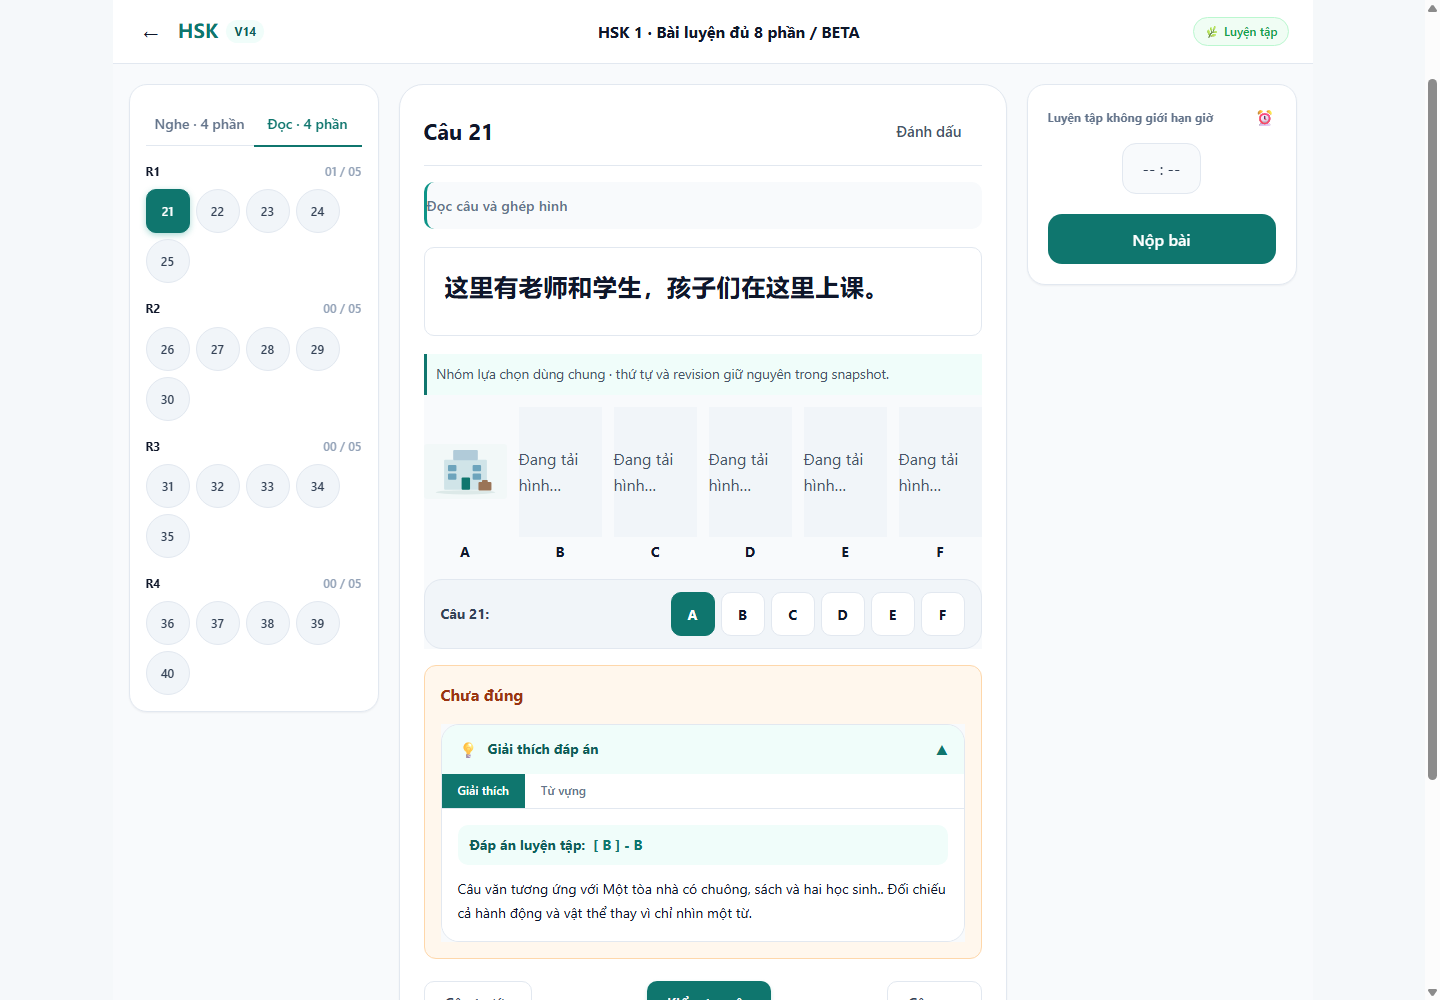 ← HSK V14
HSK 1 · Bài luyện đủ 8 phần / BETA
Luyện tập
Nghe · 4 phần
Đọc · 4 phần
R1
01 / 05
21
22
23
24
25
R2
00 / 05
26
27
28
29
30
R3
00 / 05
31
32
33
34
35
R4
00 / 05
36
37
38
39
40
Câu 21
Đánh dấu
Đọc câu và ghép hình
这里有老师和学生，孩子们在这里上课。
Nhóm lựa chọn dùng chung · thứ tự và revision giữ nguyên trong snapshot.
Đang tải hình...
Đang tải hình...
Đang tải hình...
Đang tải hình...
Đang tải hình...
A
B
C
D
E
F
Câu 21:
A
B
C
D
E
F
Chưa đúng
Giải thích đáp án
▲
Giải thích
Từ vựng
Đáp án luyện tập: [ B ] - B
Câu văn tương ứng với Một tòa nhà có chuông, sách và hai học sinh.. Đối chiếu
cả hành động và vật thể thay vì chỉ nhìn một từ.
Luyện tập không giới hạn giờ
-- : --
Nộp bài